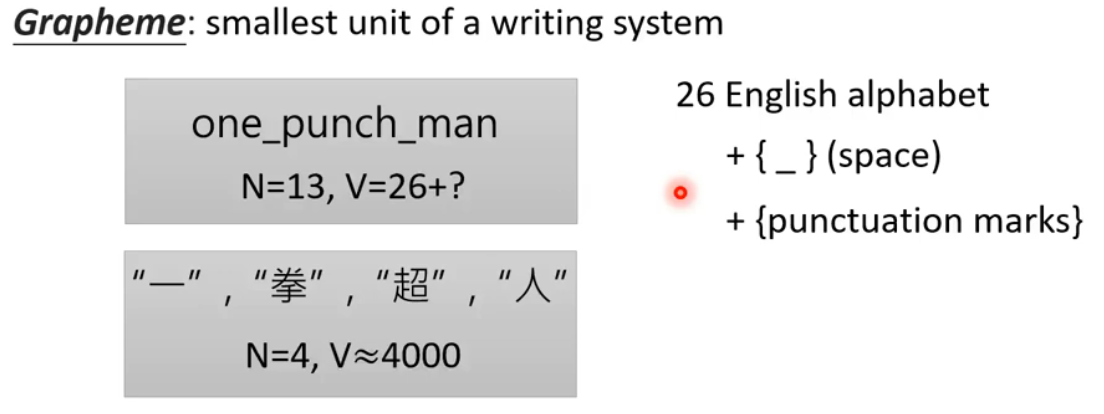 Grapheme: smallest unit of a writing system
one_punch_man
N=13, V=26+?
“一”, “拳”, “超”, “人”
N=4, V≈4000
26 English alphabet
+ { _ } (space)
+ {punctuation marks}